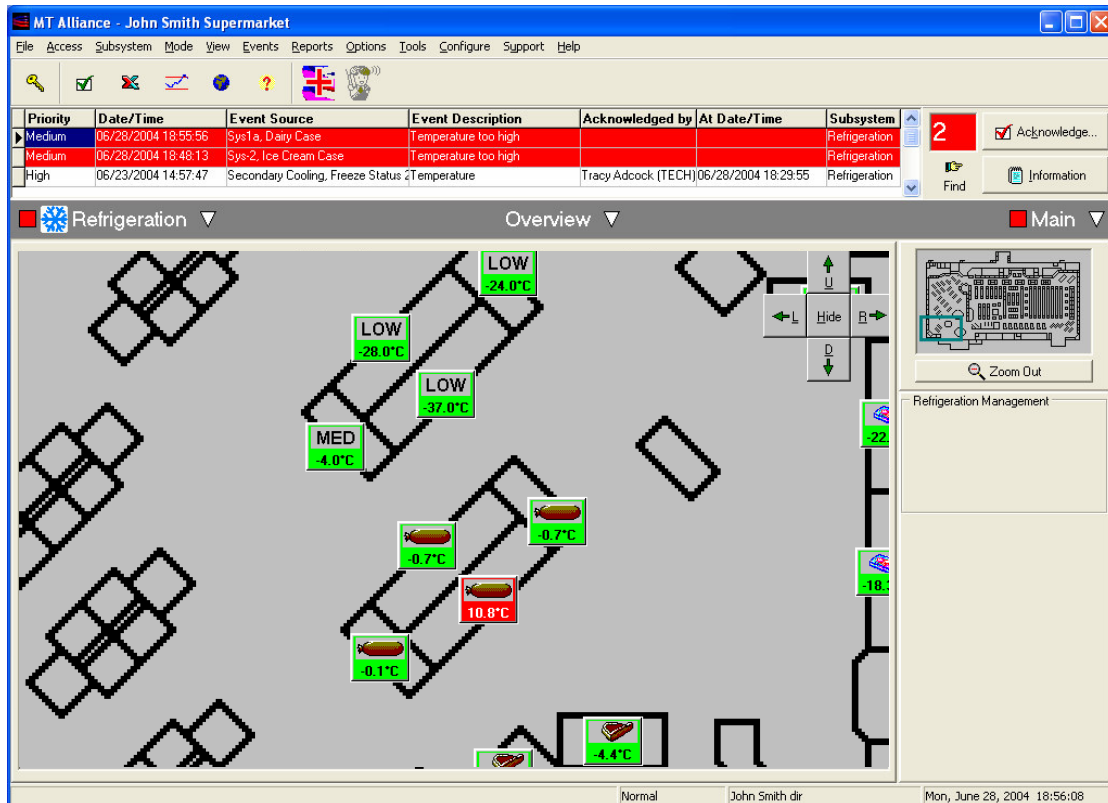 MT Alliance - John Smith Supermarket
File Access Subsystem Mode View Events Reports Options Tools Configure Support Help
Priority Date/Time Event Source Event Description Acknowledged by At Date/Time Subsystem
Medium 06/28/2004 18:55:56 Sys1a, Dairy Case Temperature too high Refrigeration
Medium 06/28/2004 18:48:13 Sys-2, Ice Cream Case Temperature too high Refrigeration
High 06/23/2004 14:57:47 Secondary Cooling, Freeze Status 2 Temperature Tracy Adcock (TECH) 06/28/2004 18:29:55 Refrigeration
2
Acknowledge...
Find
Information
Refrigeration Overview Main
LOW
-24.0°C
U
L Hide R
D
LOW
-28.0°C
LOW
-37.0°C
MED
-4.0°C
Zoom Out
Refrigeration Management
-22.
-0.7°C
-0.7°C
10.8°C
-18.
-0.1°C
-4.4°C
Normal John Smith dir Mon, June 28, 2004 18:56:08